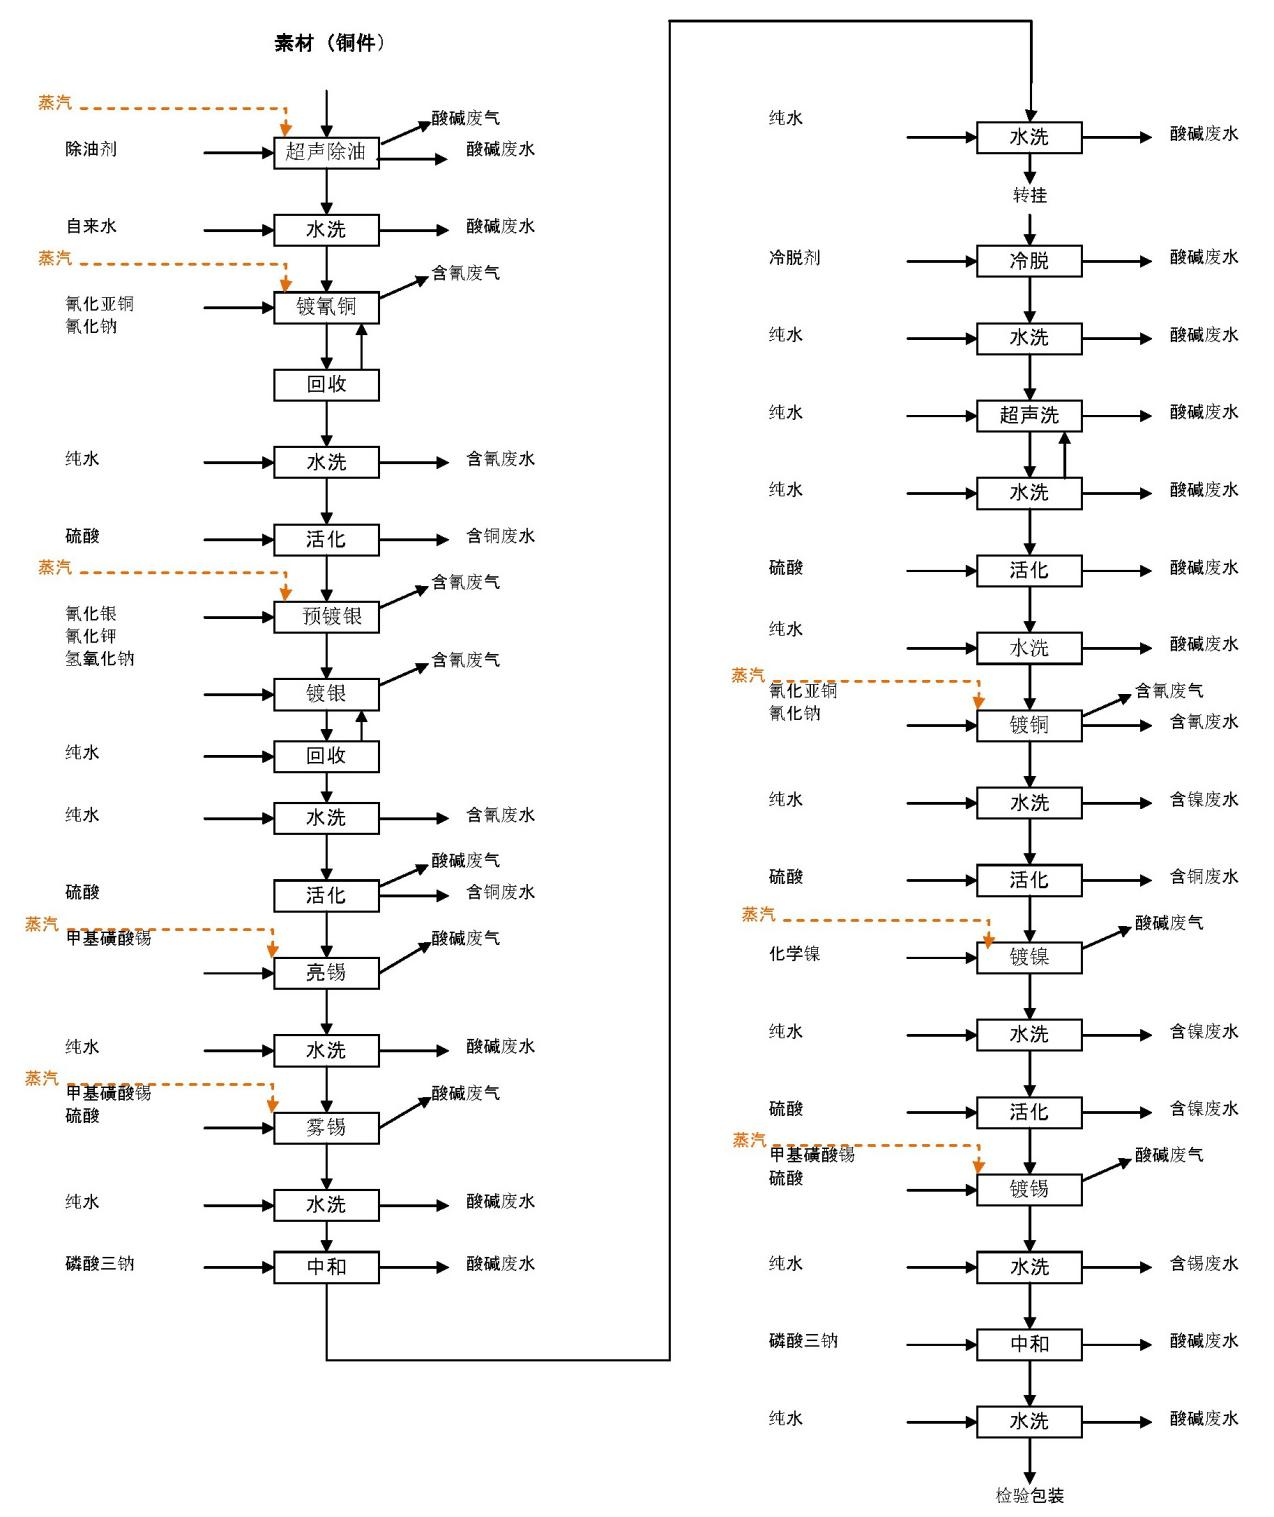 素材（铜件）
蒸汽
酸碱废气
除油剂
超声除油
酸碱废水
自来水
水洗
酸碱废水
蒸汽
含氰废气
氰化亚铜
氰化钠
镀氰铜
回收
纯水
水洗
含氰废水
硫酸
活化
含铜废水
蒸汽
含氰废气
氰化银
氰化钾
氢氧化钠
预镀银
含氰废气
镀银
纯水
回收
纯水
水洗
含氰废水
酸碱废气
硫酸
活化
含铜废水
蒸汽
甲基磺酸锡
酸碱废气
亮锡
纯水
水洗
酸碱废水
蒸汽
甲基磺酸锡
硫酸
酸碱废气
雾锡
纯水
水洗
酸碱废水
磷酸三钠
中和
酸碱废水
纯水
水洗
酸碱废水
转挂
冷脱剂
冷脱
酸碱废水
纯水
水洗
酸碱废水
纯水
超声洗
酸碱废水
纯水
水洗
酸碱废水
硫酸
活化
酸碱废水
纯水
水洗
酸碱废水
蒸汽
氰化亚铜
氰化钠
含氰废气
镀铜
含氰废水
纯水
水洗
含镍废水
硫酸
活化
含铜废水
蒸汽
酸碱废气
化学镍
镀镍
纯水
水洗
含镍废水
硫酸
活化
含镍废水
蒸汽
甲基磺酸锡
硫酸
酸碱废气
镀锡
纯水
水洗
含锡废水
磷酸三钠
中和
酸碱废水
纯水
水洗
酸碱废水
检验包装